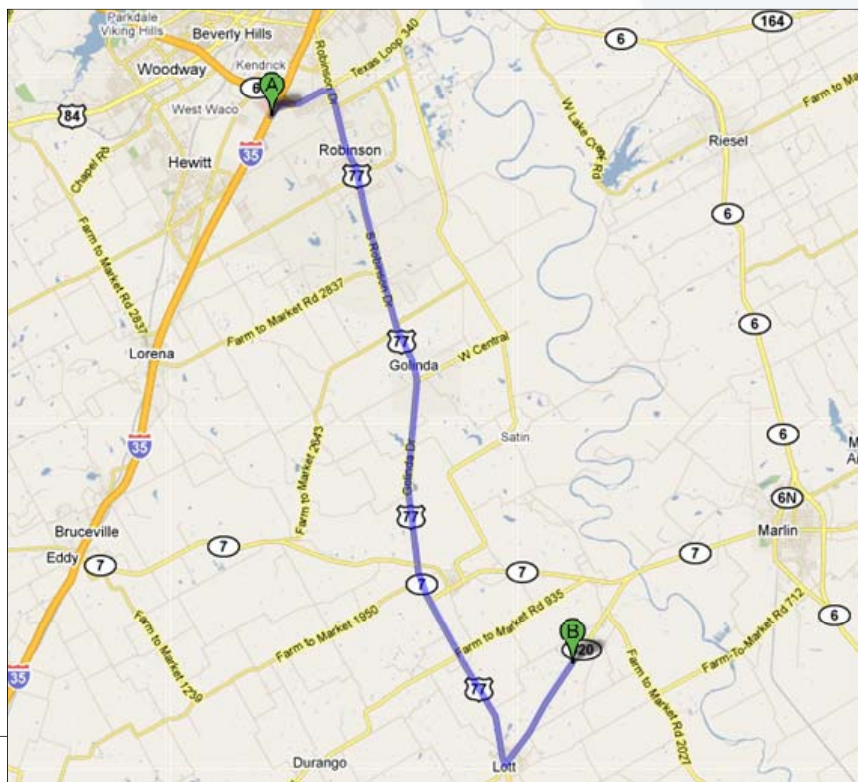 Parkdale
Viking Hills
Beverly Hills
Kendrick
Woodway
West Waco
Hewitt
84
6
A
35
Robinson Dr
Texas Loop 340
Robinson
77
S Robinson Dr
6
164
Farm to Market
Riesel
W Lake Creek Rd
6
Chapel Rd
Farm to Market Rd 2837
Farm to Market Rd 2837
Lorena
77
Golinda
W Central
6
Satin
35
Farm to Market 2643
Golinda Dr
77
6
6N
Marlin
Bruceville
Eddy
7
7
7
7
7
6
Farm to Market 1239
Farm to Market 1950
Farm to Market Rd 935
Farm-To-Market Rd 712
Farm to Market Rd 2027
B
20
77
35
Durango
Lott